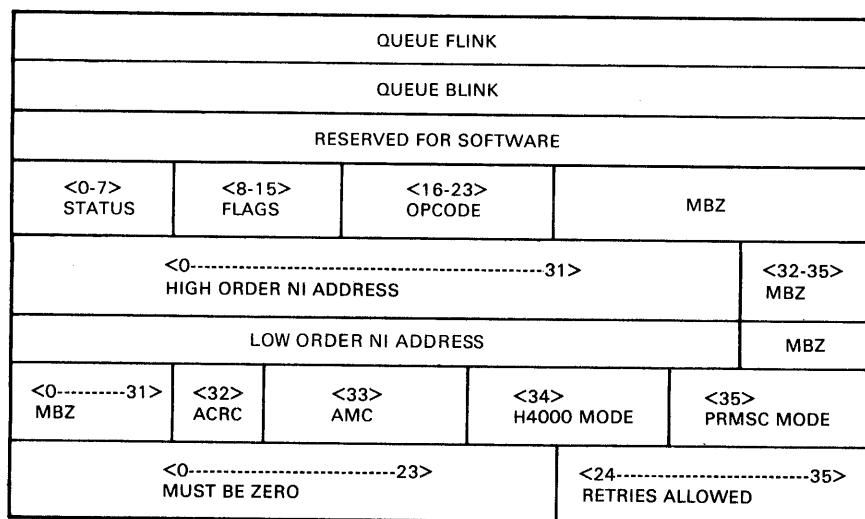 QUEUE FLINK
QUEUE BLINK
RESERVED FOR SOFTWARE
<0-7> <8-15> <16-23>
STATUS FLAGS OPCODE MBZ
<0--------------------------------------------------31> <32-35>
HIGH ORDER NI ADDRESS MBZ
LOW ORDER NI ADDRESS MBZ
<0----------31> <32> <33> <34> <35>
MBZ ACRC AMC H4000 MODE PRMSC MODE
<0-----------------------------23> <24---------------------------35>
MUST BE ZERO RETRIES ALLOWED